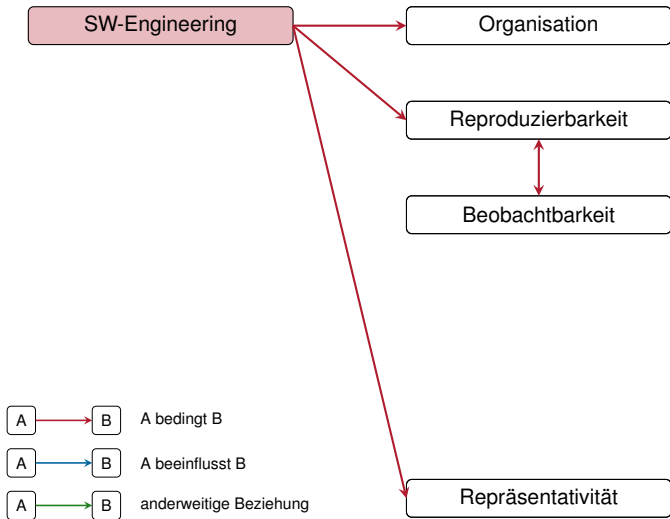 SW-Engineering
Organisation
Reproduzierbarkeit
Beobachtbarkeit
A B A bedingt B
A B A beeinflusst B
A B anderweitige Beziehung
Repräsentativität